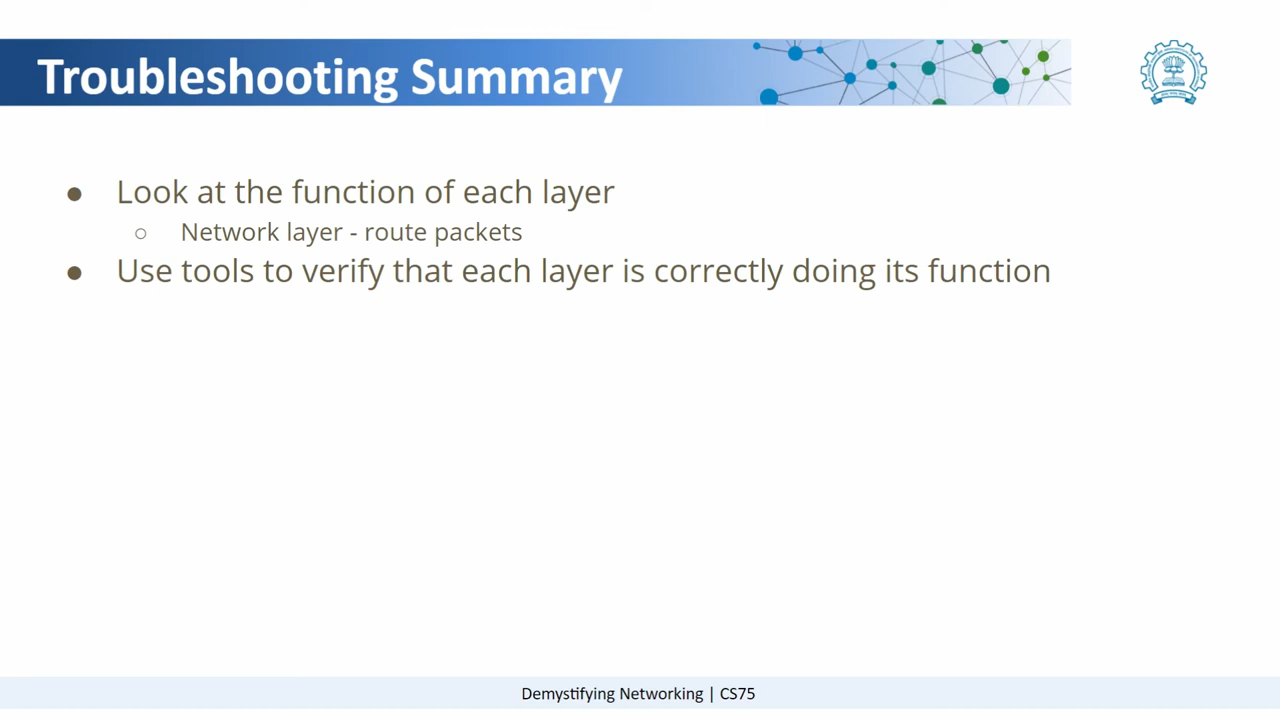 Troubleshooting Summary
● Look at the function of each layer
○ Network layer - route packets
● Use tools to verify that each layer is correctly doing its function
Demystifying Networking | CS75